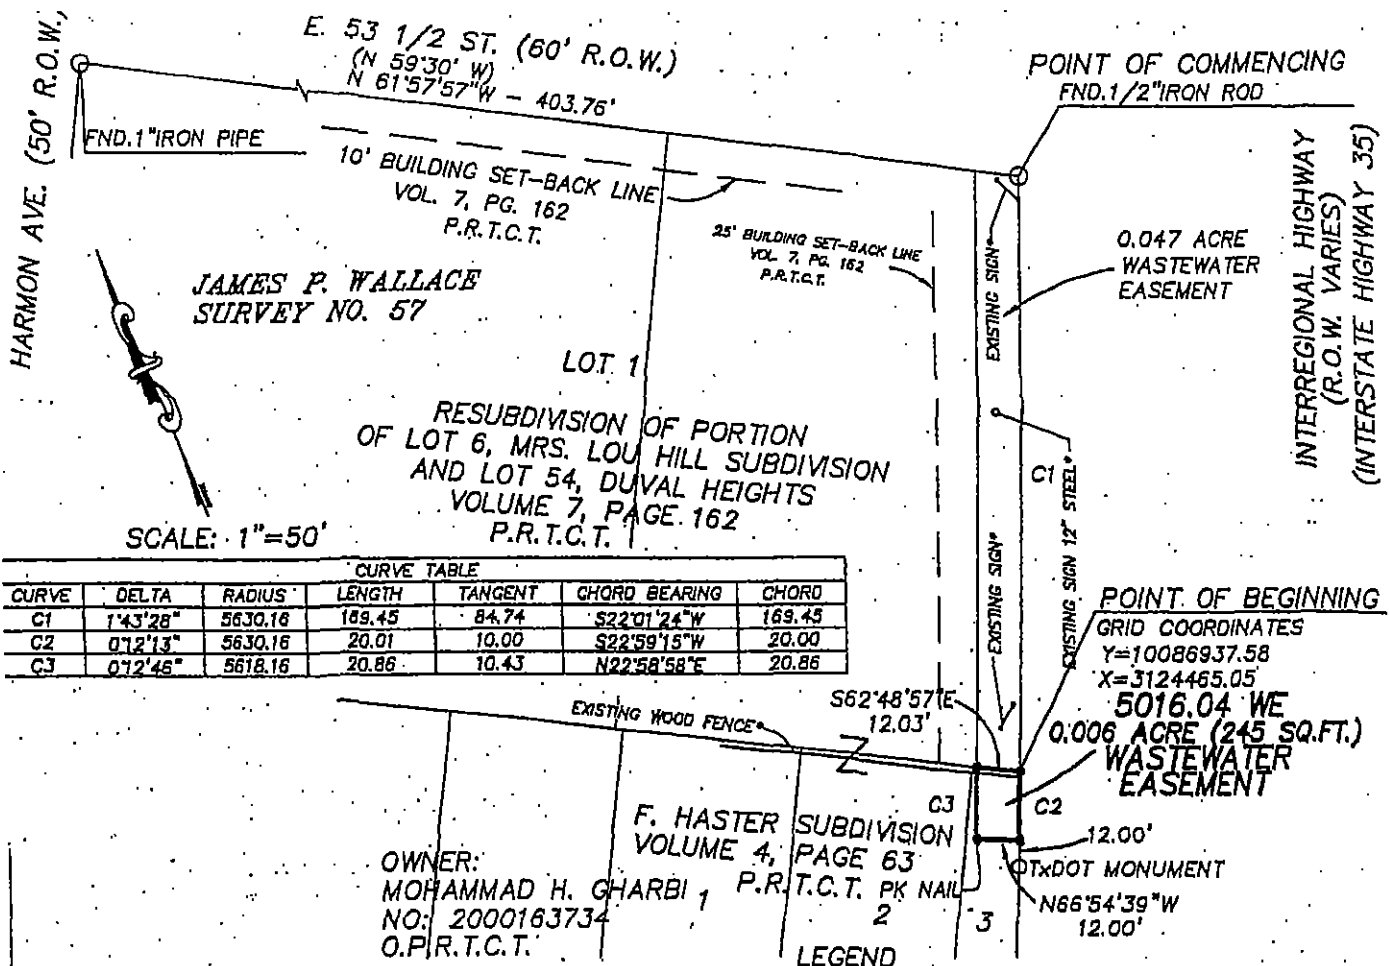 E. 53 1/2 ST. (60' R.O.W.)
(N 59°30' W)
N 61°57'57"W - 403.76'
HARMON AVE. (50' R.O.W.)
FND.1"IRON PIPE
POINT OF COMMENCING
FND.1/2"IRON ROD
10' BUILDING SET-BACK LINE
VOL. 7, PG. 162
P.R.T.C.T.
25' BUILDING SET-BACK LINE
VOL. 7, PG. 162
P.R.T.C.T.
EXISTING SIGN
0.047 ACRE
WASTEWATER
EASEMENT
INTERREGIONAL HIGHWAY
(R.O.W. VARIES)
(INTERSTATE HIGHWAY 35)
JAMES P. WALLACE
SURVEY NO. 57
LOT 1
RESUBDIVISION OF PORTION
OF LOT 6, MRS. LOU HILL SUBDIVISION
AND LOT 54, DUVAL HEIGHTS
VOLUME 7, PAGE 162
P.R.T.C.T.
C1
EXISTING SIGN 12" STEEL
EXISTING SIGN
SCALE: 1"=50'
CURVE TABLE
CURVE DELTA RADIUS LENGTH TANGENT CHORD BEARING CHORD
C1 1°43'28" 5630.16 169.45 84.74 S22°01'24"W 169.45
C2 0°12'13" 5630.16 20.01 10.00 S22°59'15"W 20.00
C3 0°12'46" 5618.16 20.86 10.43 N22°58'58"E 20.86
POINT OF BEGINNING
GRID COORDINATES
Y=10086937.58
X=3124465.05
5016.04 WE
0.006 ACRE (245 SQ.FT.)
WASTEWATER
EASEMENT
S62°48'57"E
12.03'
EXISTING WOOD FENCE
C3
C2
12.00'
TxDOT MONUMENT
N66°54'39"W
12.00'
F. HASTER SUBDIVISION
VOLUME 4, PAGE 63
P.R.T.C.T.
PK NAIL
1
2
3
OWNER:
MOHAMMAD H. GHARBI
NO: 2000163734
O.P.R.T.C.T.
LEGEND